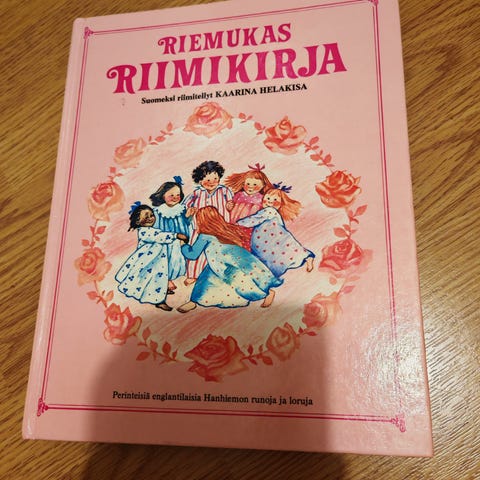 RIEMUKAS
RIIMIKIRJA
Suomeksi riimitellyt KAARINA HELAKISA
Perinteisiä englantilaisia Hanhiemon runoja ja loruja